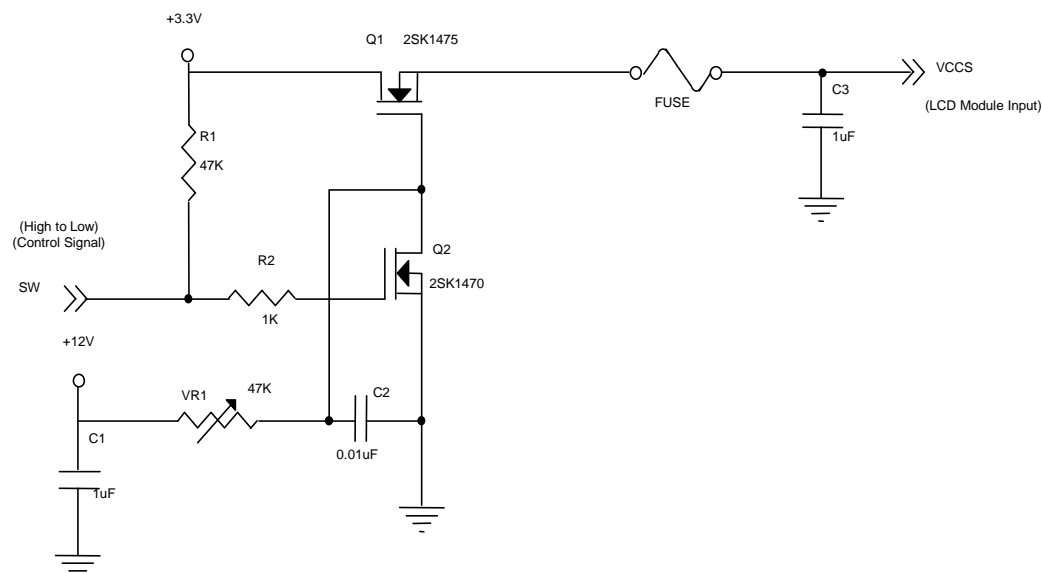 +3.3V
Q1 2SK1475
VCCS
FUSE
C3
(LCD Module Input)
R1
1uF
47K
(High to Low)
(Control Signal)
R2
Q2
SW
2SK1470
1K
+12V
VR1
47K
C2
C1
0.01uF
1uF